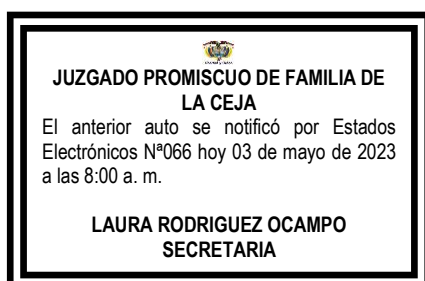 JUZGADO PROMISCUO DE FAMILIA DE
LA CEJA
El anterior auto se notificó por Estados
Electrónicos Nª066 hoy 03 de mayo de 2023
a las 8:00 a. m.
LAURA RODRIGUEZ OCAMPO
SECRETARIA